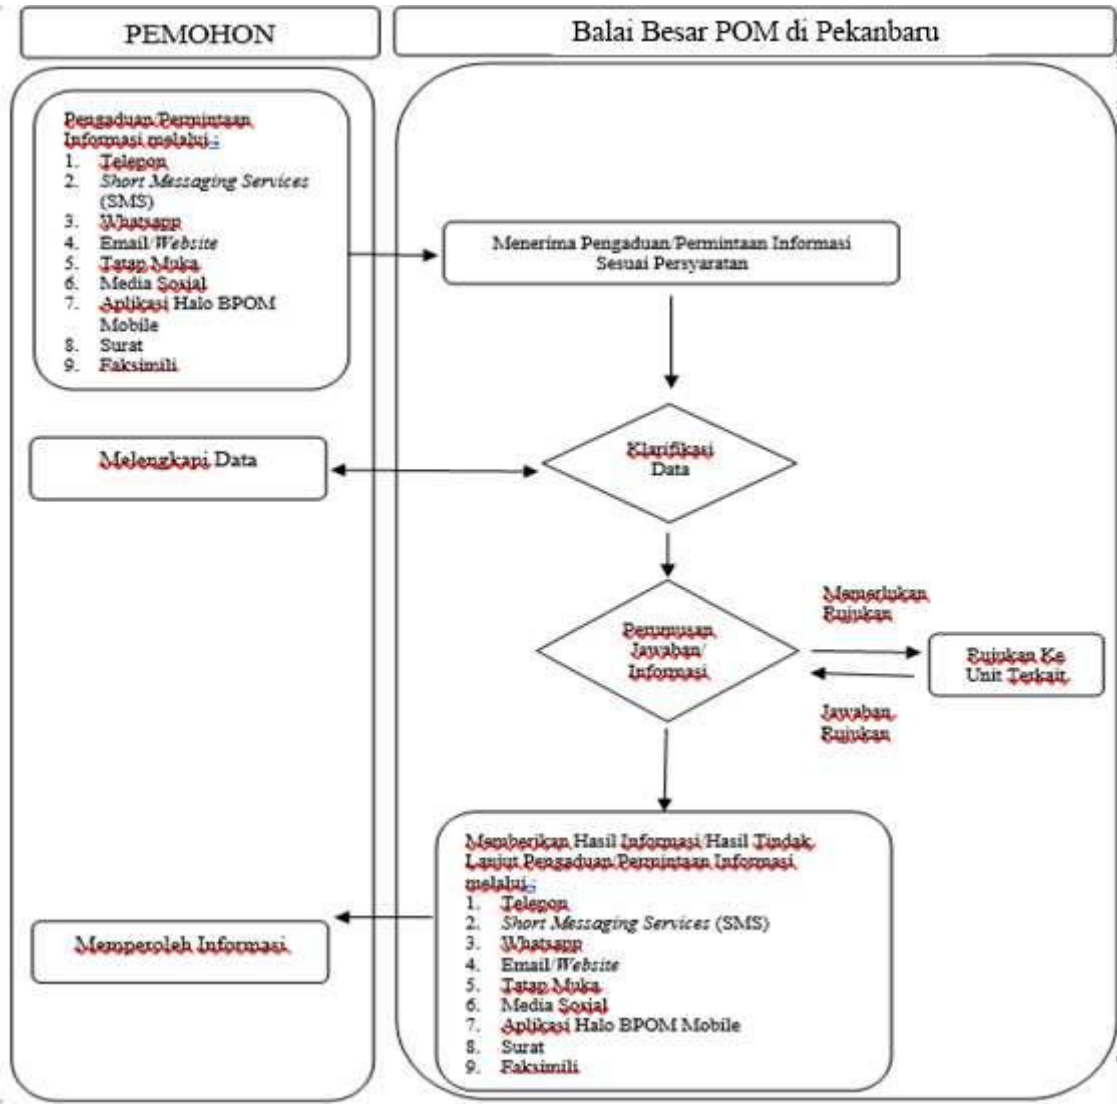 PEMOHON
Balai Besar POM di Pekanbaru
Pengaduan/Permintaan
Informasi melalui :
1. Telepon
2. Short Messaging Services
(SMS)
3. Whatsapp
4. Email/Website
5. Tatap Muka
6. Media Sosial
7. Aplikasi Halo BPOM
Mobile
8. Surat
9. Faksimili
Menerima Pengaduan/Permintaan Informasi
Sesuai Persyaratan
Melengkapi Data
Klarifikasi
Data
Perumusan
Jawaban/
Informasi
Memerlukan
Rujukan
Rujukan Ke
Unit Terkait
Jawaban
Rujukan
Memberikan Hasil Informasi/Hasil Tindak
Lanjut Pengaduan/Permintaan Informasi
melalui :
1. Telepon
2. Short Messaging Services (SMS)
3. Whatsapp
4. Email/Website
5. Tatap Muka
6. Media Sosial
7. Aplikasi Halo BPOM Mobile
8. Surat
9. Faksimili
Memperoleh Informasi